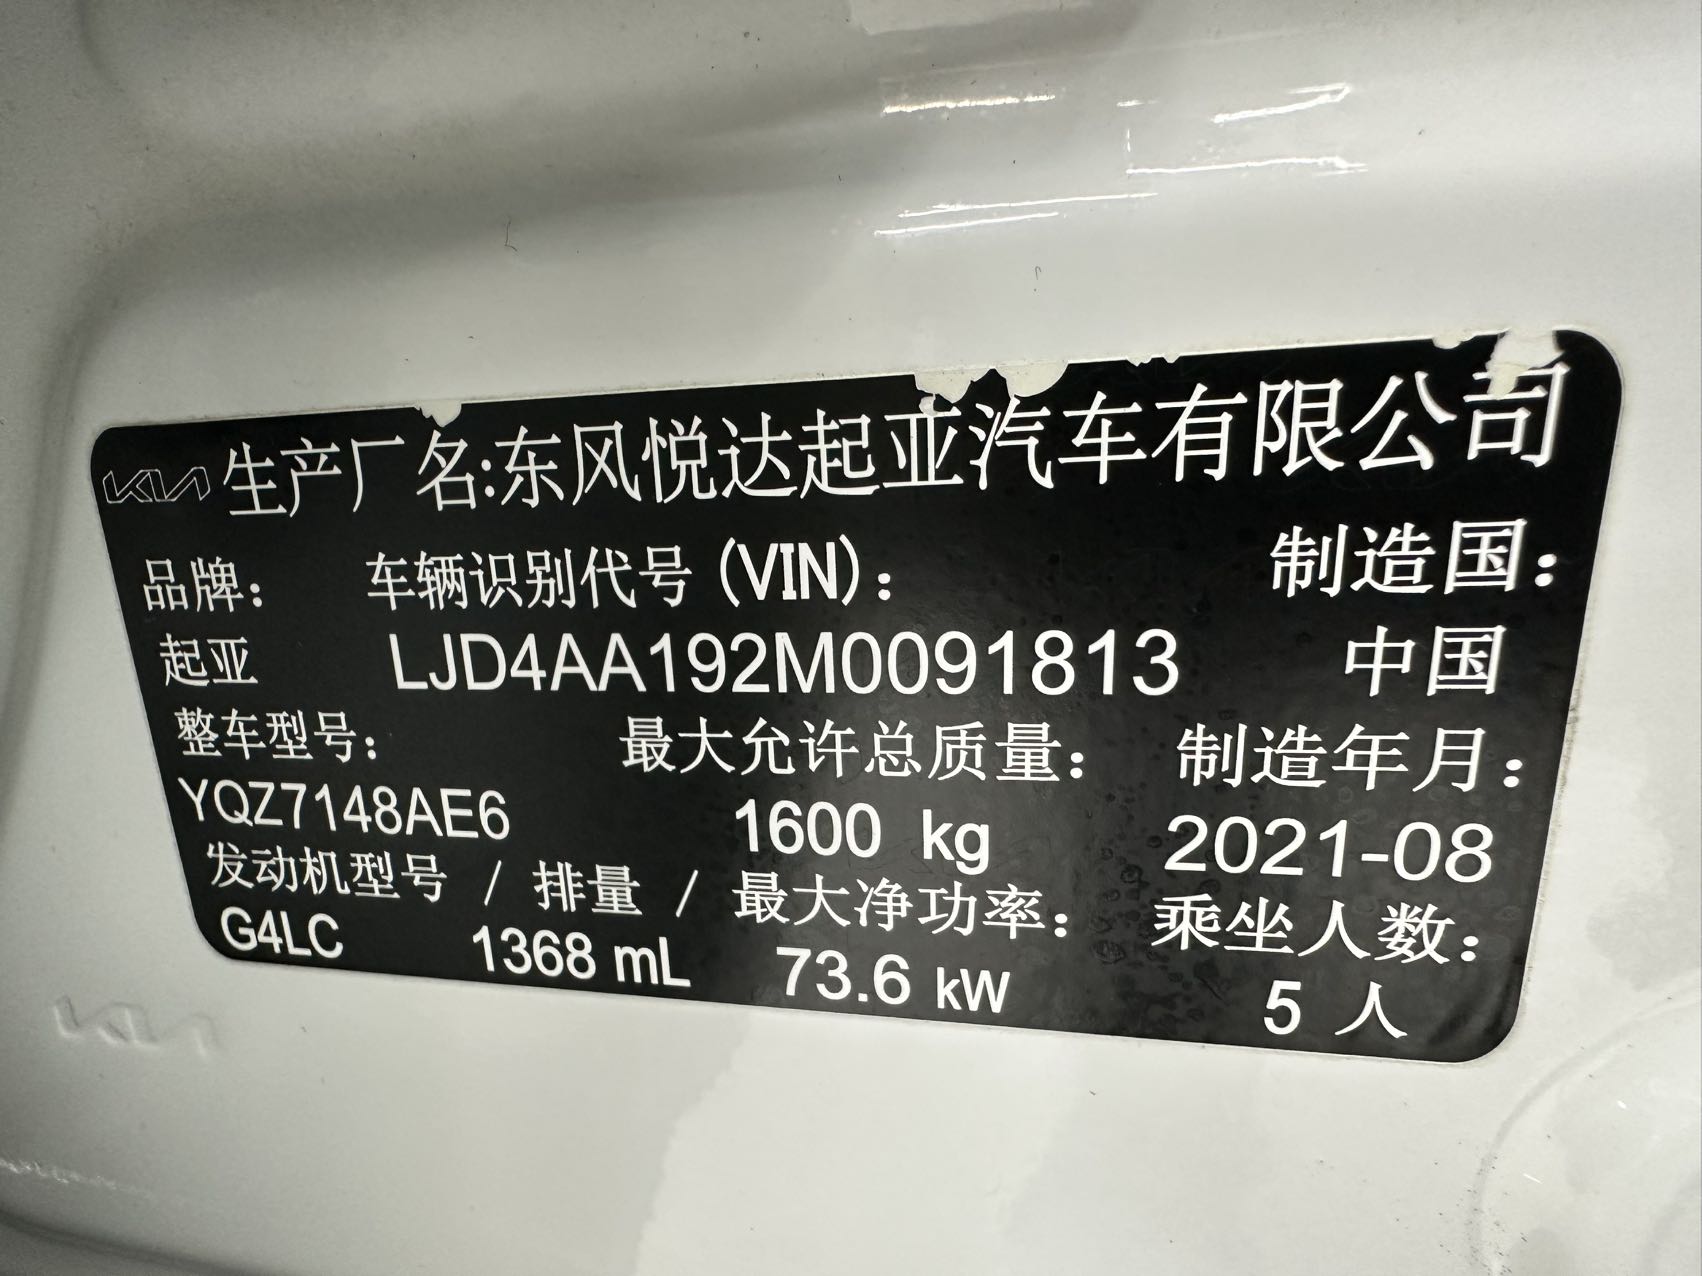 KIA 生产厂名:东风悦达起亚汽车有限公司
品牌: 车辆识别代号 (VIN): 制造国:
起亚 LJD4AA192M0091813 中国
整车型号: 最大允许总质量: 制造年月:
YQZ7148AE6 1600 kg 2021-08
发动机型号 / 排量 / 最大净功率: 乘坐人数:
G4LC 1368 mL 73.6 kW 5 人
KIA